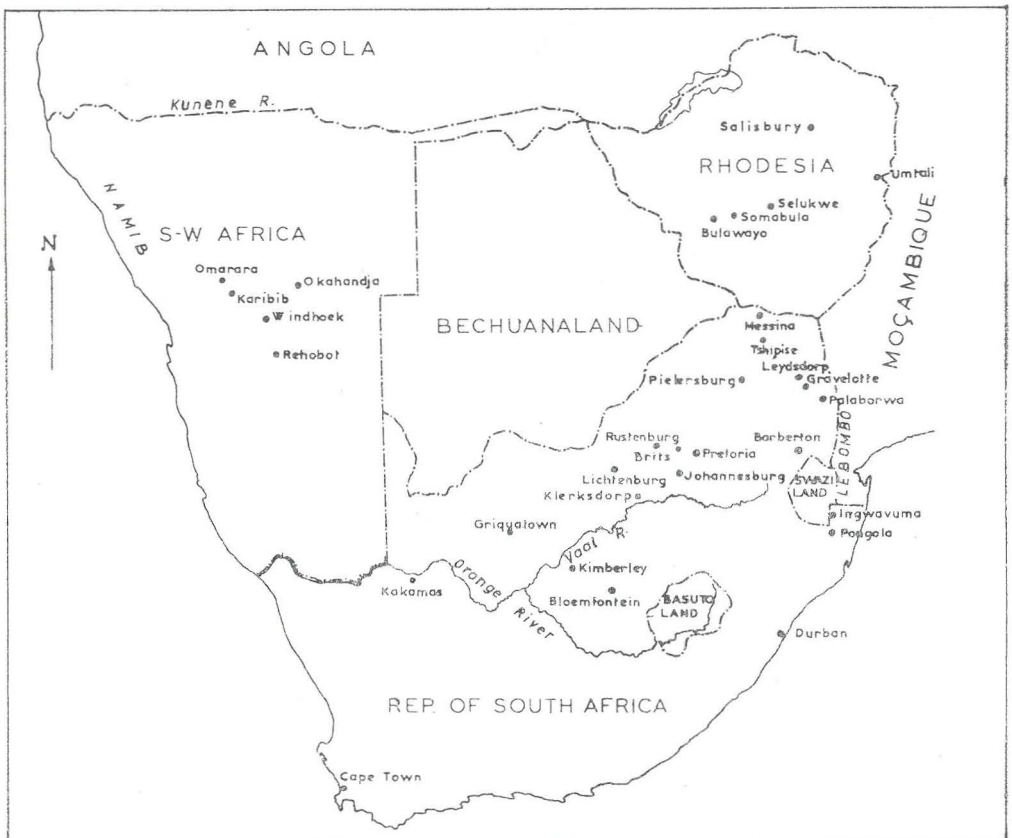 ANGOLA
Kunene R.
Salisbury
RHODESIA
Umtali
NAMIB
Selukwe
Somabula
Bulawayo
S-W AFRICA
N
MOÇAMBIQUE
Omarara
Okahandja
Karibib
Windhoek
BECHUANALAND
Messina
Rehobot
Tshipise
Leydsdorp
Pietersburg
Gravelotte
Palaborwa
LEBOMBO
Rustenburg
Barberton
Brits
Pretoria
Lichtenburg
Johannesburg
SWAZI
LAND
Klerksdorp
Ingwavuma
Griquatown
Pongola
Vaal R.
Kimberley
Orange
River
Kakamas
Bloemfontein
BASUTO
LAND
Durban
REP. OF SOUTH AFRICA
Cape Town